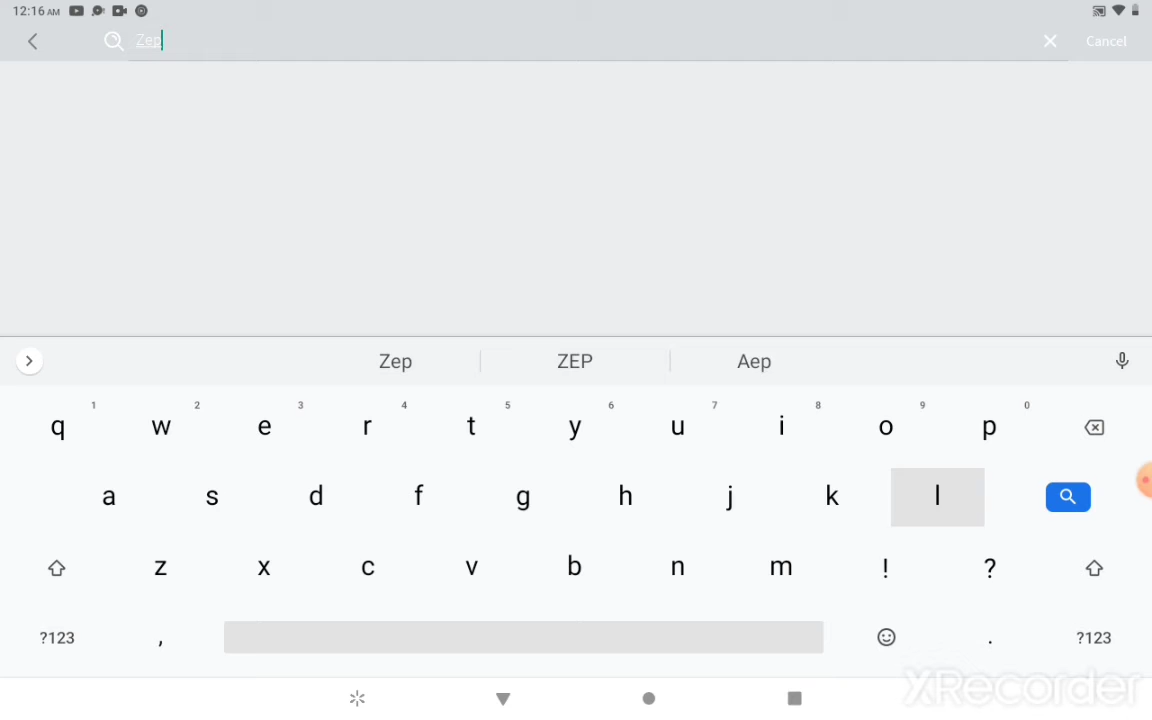 12:16 AM
Zep
Cancel
Zep ZEP Aep
1 2 3 4 5 6 7 8 9 0
q w e r t y u i o p
a s d f g h j k l
z x c v b n m ! ?
?123 , . ?123
XRecorder